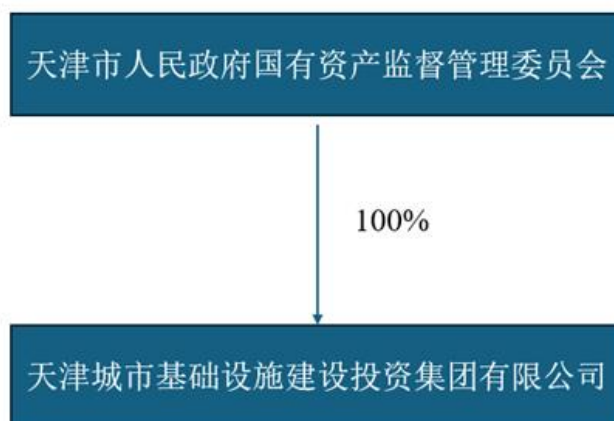 天津市人民政府国有资产监督管理委员会
100%
天津城市基础设施建设投资集团有限公司